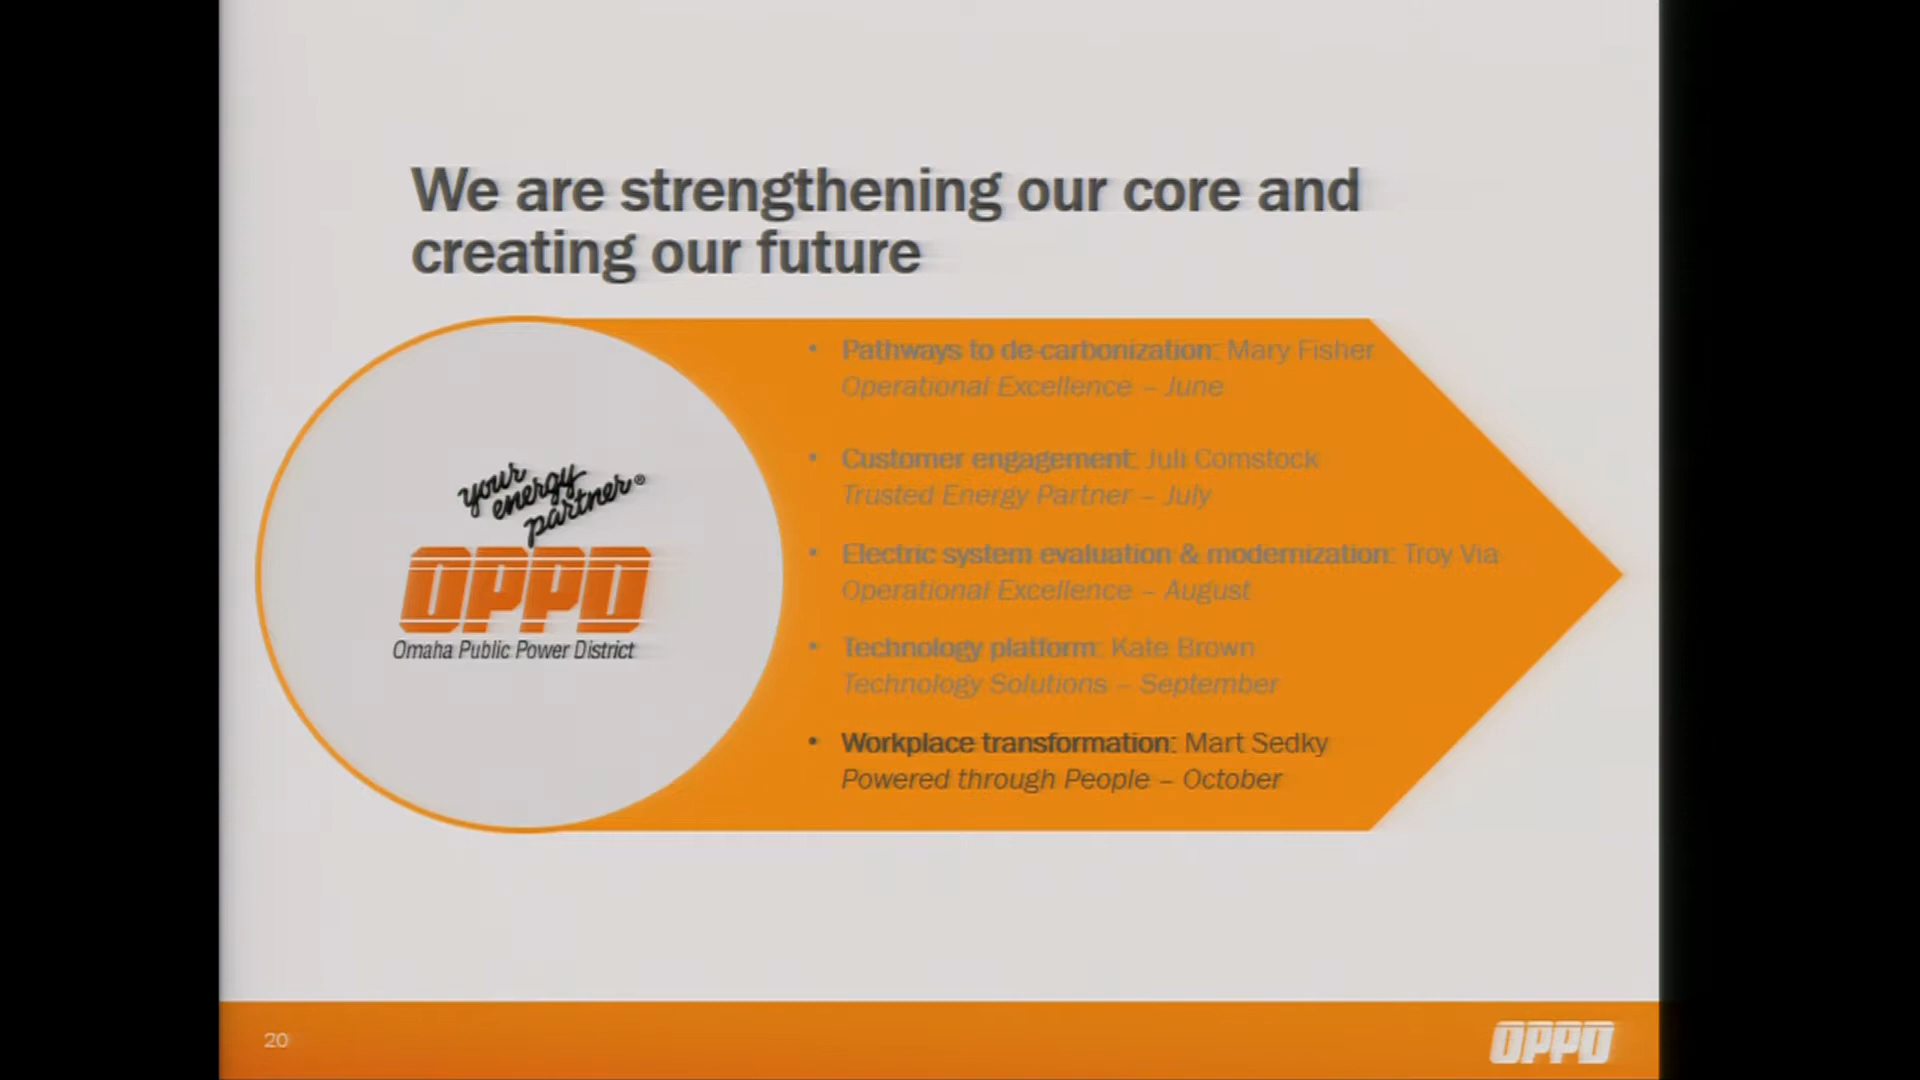 We are strengthening our core and
creating our future
• Pathways to de-carbonization: Mary Fisher
Operational Excellence – June
• Customer engagement: Juli Comstock
Trusted Energy Partner – July
• Electric system evaluation & modernization: Troy Via
Operational Excellence – August
• Technology platform: Kate Brown
Technology Solutions – September
• Workplace transformation: Mart Sedky
Powered through People – October
your
energy
partner®
OPPD
Omaha Public Power District
20
OPPD